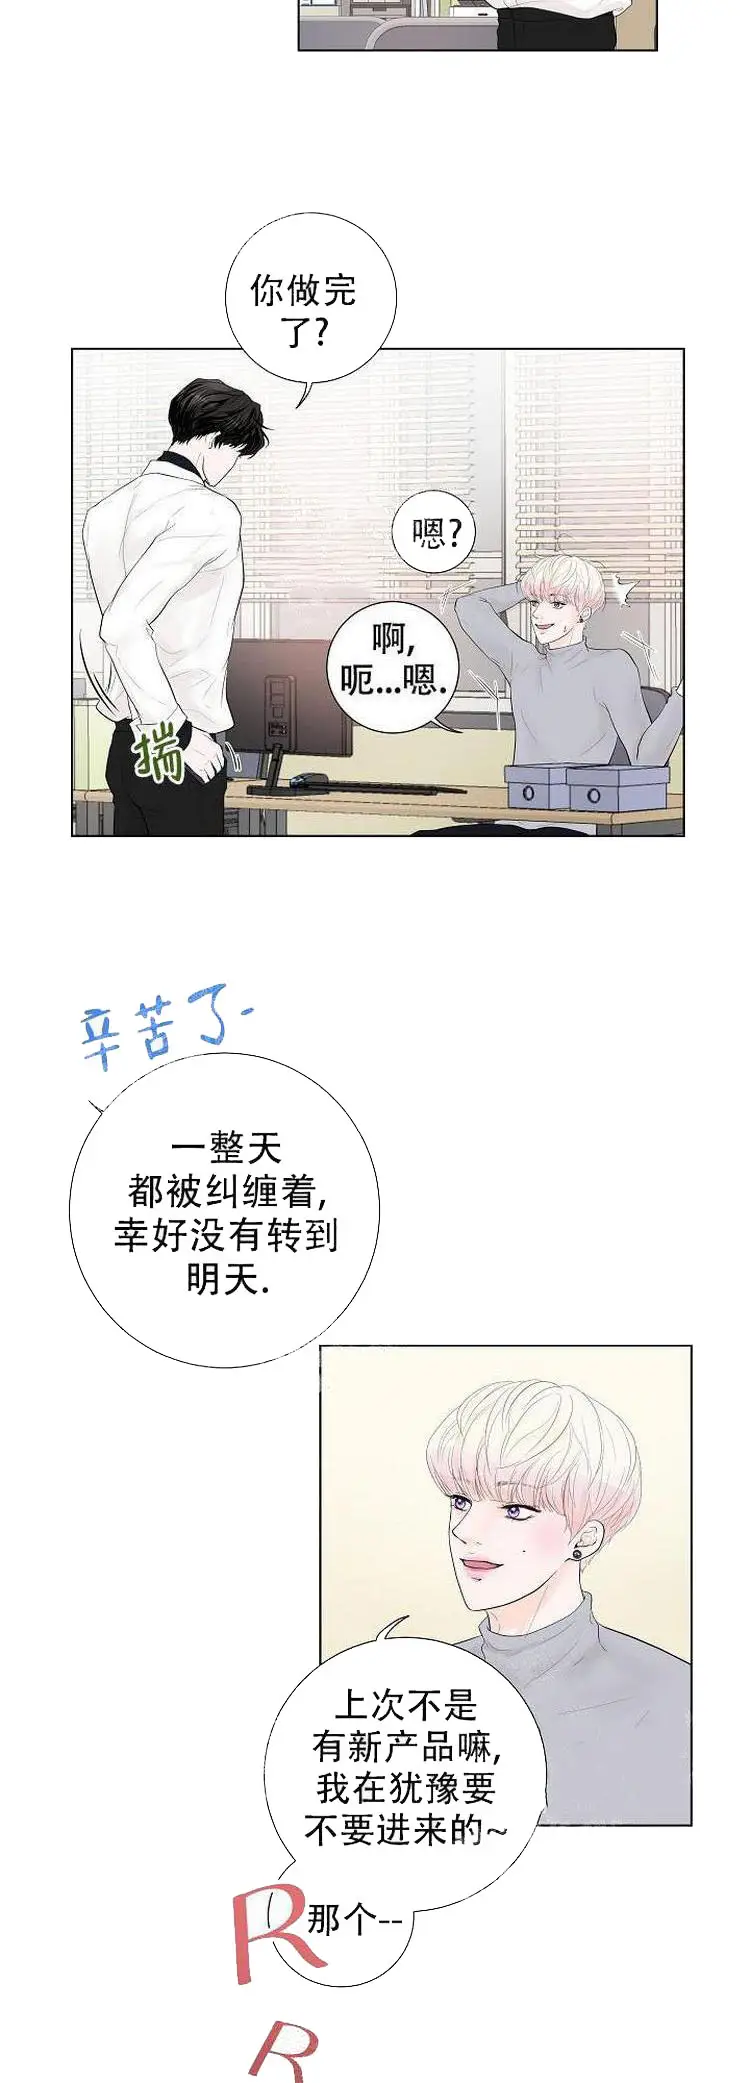 你做完
了?
嗯?
啊,
呃...嗯.
揣
辛苦了-
一整天
都被纠缠着,
幸好没有转到
明天.
上次不是
有新产品嘛,
我在犹豫要
不要进来的~
那个--
R
R